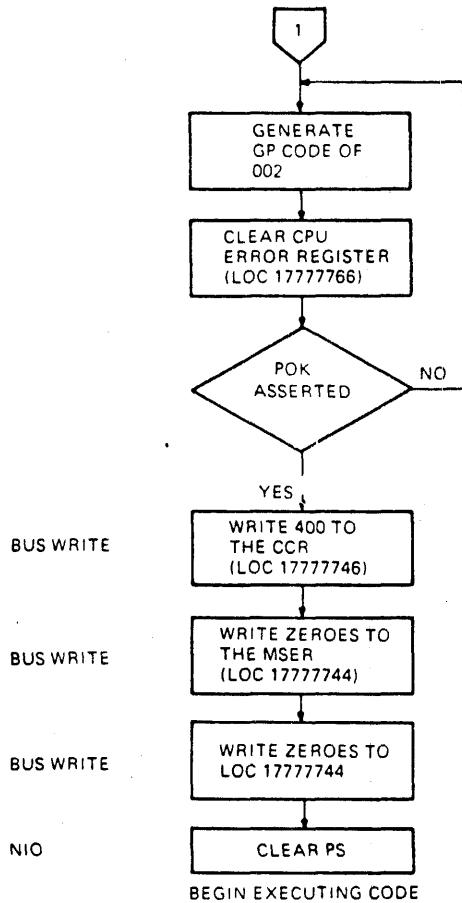 1
GENERATE
GP CODE OF
002
CLEAR CPU
ERROR REGISTER
(LOC 17777766)
POK
ASSERTED
NO
YES
BUS WRITE
WRITE 400 TO
THE CCR
(LOC 17777746)
BUS WRITE
WRITE ZEROES TO
THE MSER
(LOC 17777744)
BUS WRITE
WRITE ZEROES TO
LOC 17777744
NIO
CLEAR PS
BEGIN EXECUTING CODE